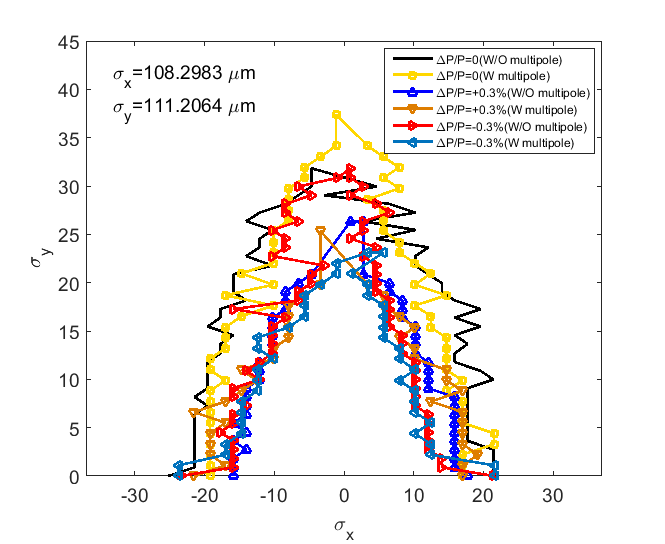 45
40
35
30
25
20
15
10
5
0
-30
-20
-10
0
10
20
30
σx
σy
σx=108.2983 μm
σy=111.2064 μm
ΔP/P=0(W/O multipole)
ΔP/P=0(W multipole)
ΔP/P=+0.3%(W/O multipole)
ΔP/P=+0.3%(W multipole)
ΔP/P=-0.3%(W/O multipole)
ΔP/P=-0.3%(W multipole)